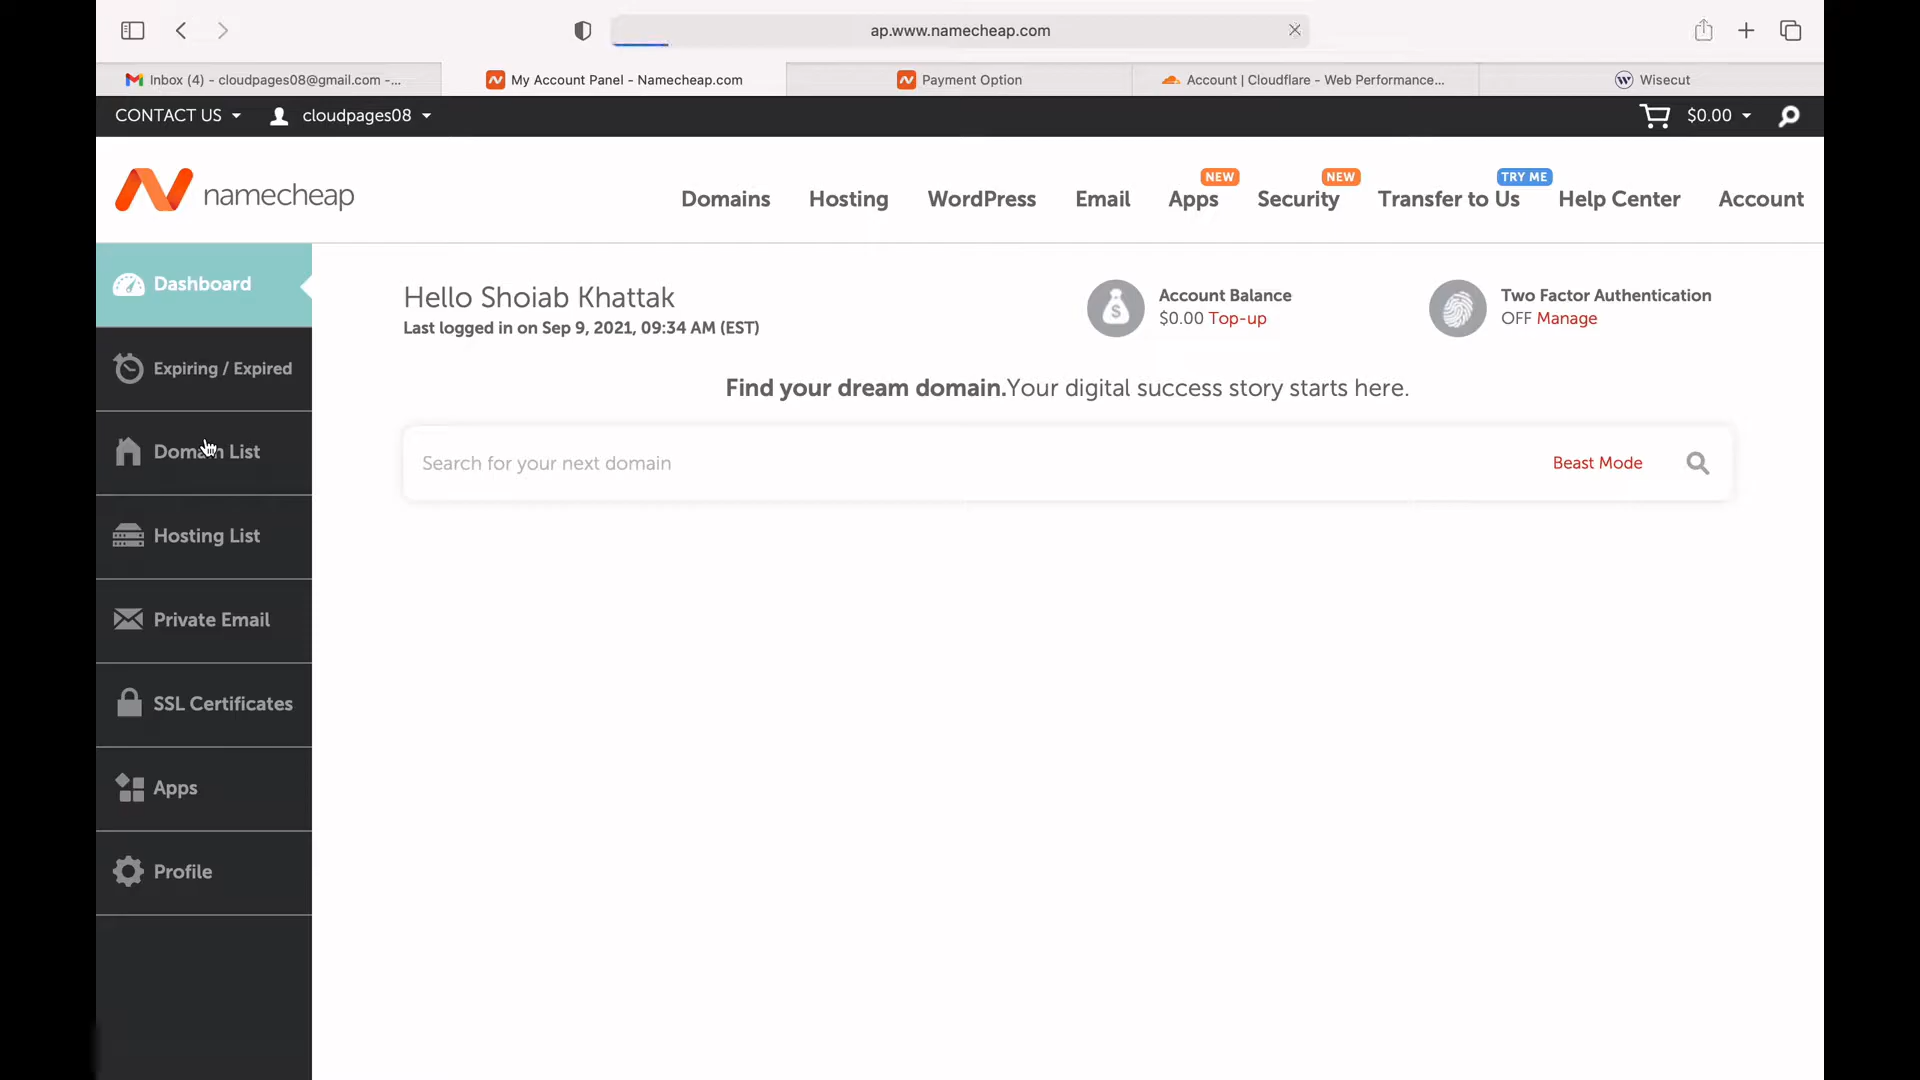 ap.www.namecheap.com
Inbox (4) - cloudpages08@gmail.com -...
My Account Panel - Namecheap.com
Payment Option
Account | Cloudflare - Web Performance...
Wisecut
CONTACT US
cloudpages08
$0.00
namecheap
Domains
Hosting
WordPress
Email
Apps
NEW
Security
NEW
Transfer to Us
TRY ME
Help Center
Account
Dashboard
Expiring / Expired
Domain List
Hosting List
Private Email
SSL Certificates
Apps
Profile
Hello Shoiab Khattak
Last logged in on Sep 9, 2021, 09:34 AM (EST)
Account Balance
$0.00 Top-up
Two Factor Authentication
OFF Manage
Find your dream domain.Your digital success story starts here.
Search for your next domain
Beast Mode